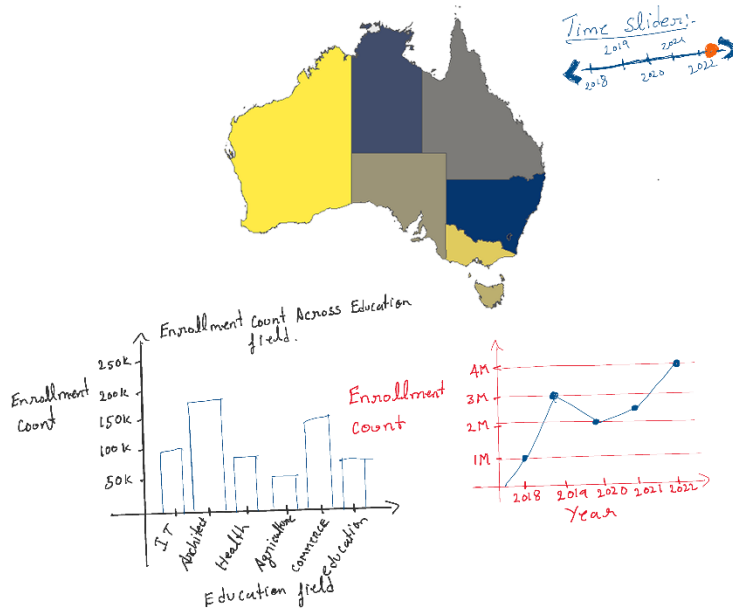 Time slider:-
2019 2021
2018 2020 2022
Enrollment Count Across Education
field.
250K
200K
150K
100K
50K
Enrollment
Count
IT
Architect
Health
Agriculture
Commerce
Education
Education field
4M
3M
2M
1M
Enrollment
Count
2018 2019 2020 2021 2022
Year